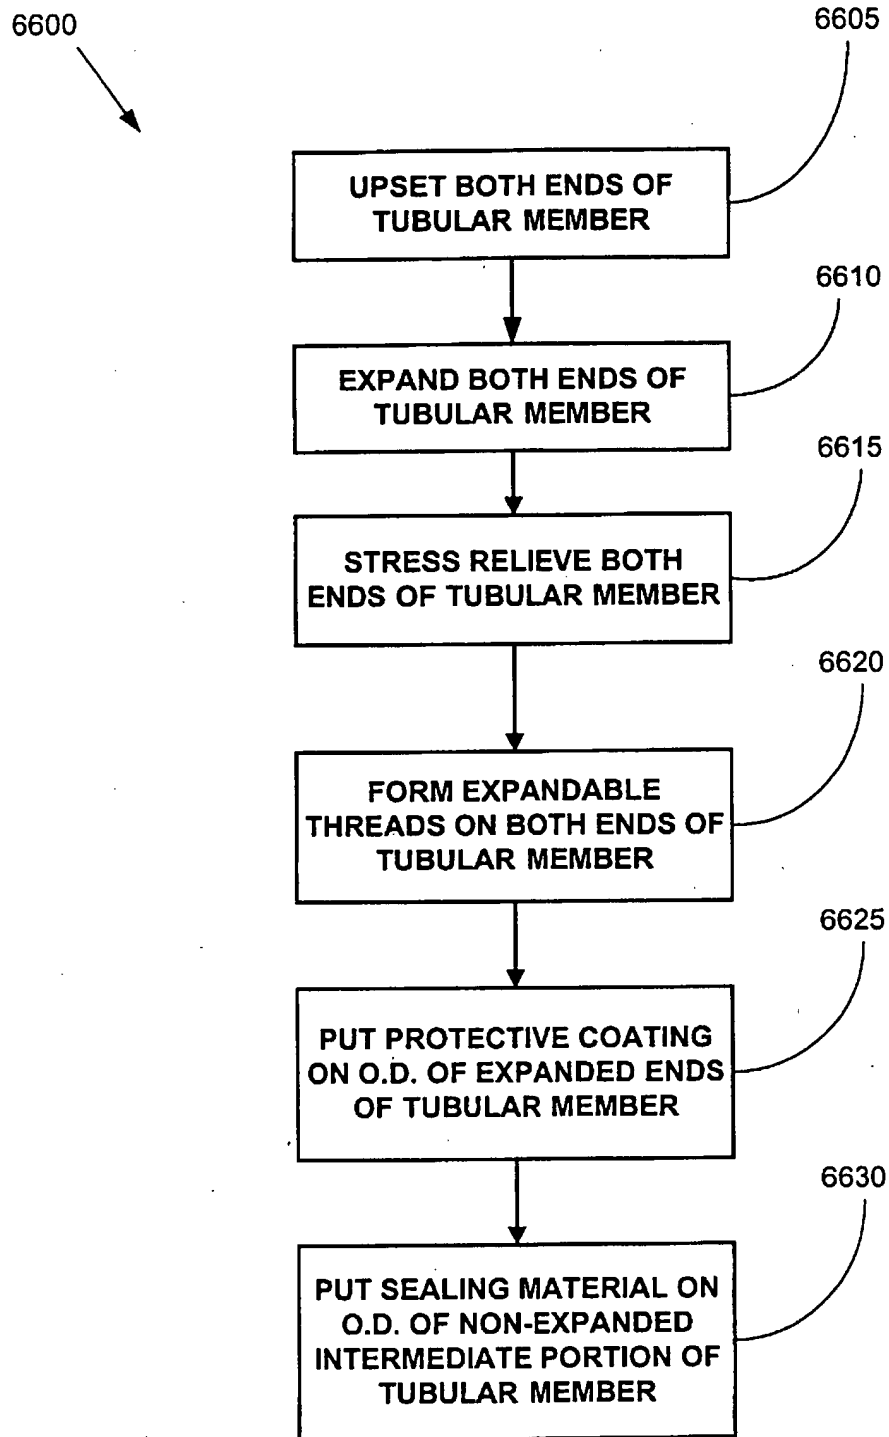 6600
6605
UPSET BOTH ENDS OF
TUBULAR MEMBER
6610
EXPAND BOTH ENDS OF
TUBULAR MEMBER
6615
STRESS RELIEVE BOTH
ENDS OF TUBULAR MEMBER
6620
FORM EXPANDABLE
THREADS ON BOTH ENDS OF
TUBULAR MEMBER
6625
PUT PROTECTIVE COATING
ON O.D. OF EXPANDED ENDS
OF TUBULAR MEMBER
6630
PUT SEALING MATERIAL ON
O.D. OF NON-EXPANDED
INTERMEDIATE PORTION OF
TUBULAR MEMBER